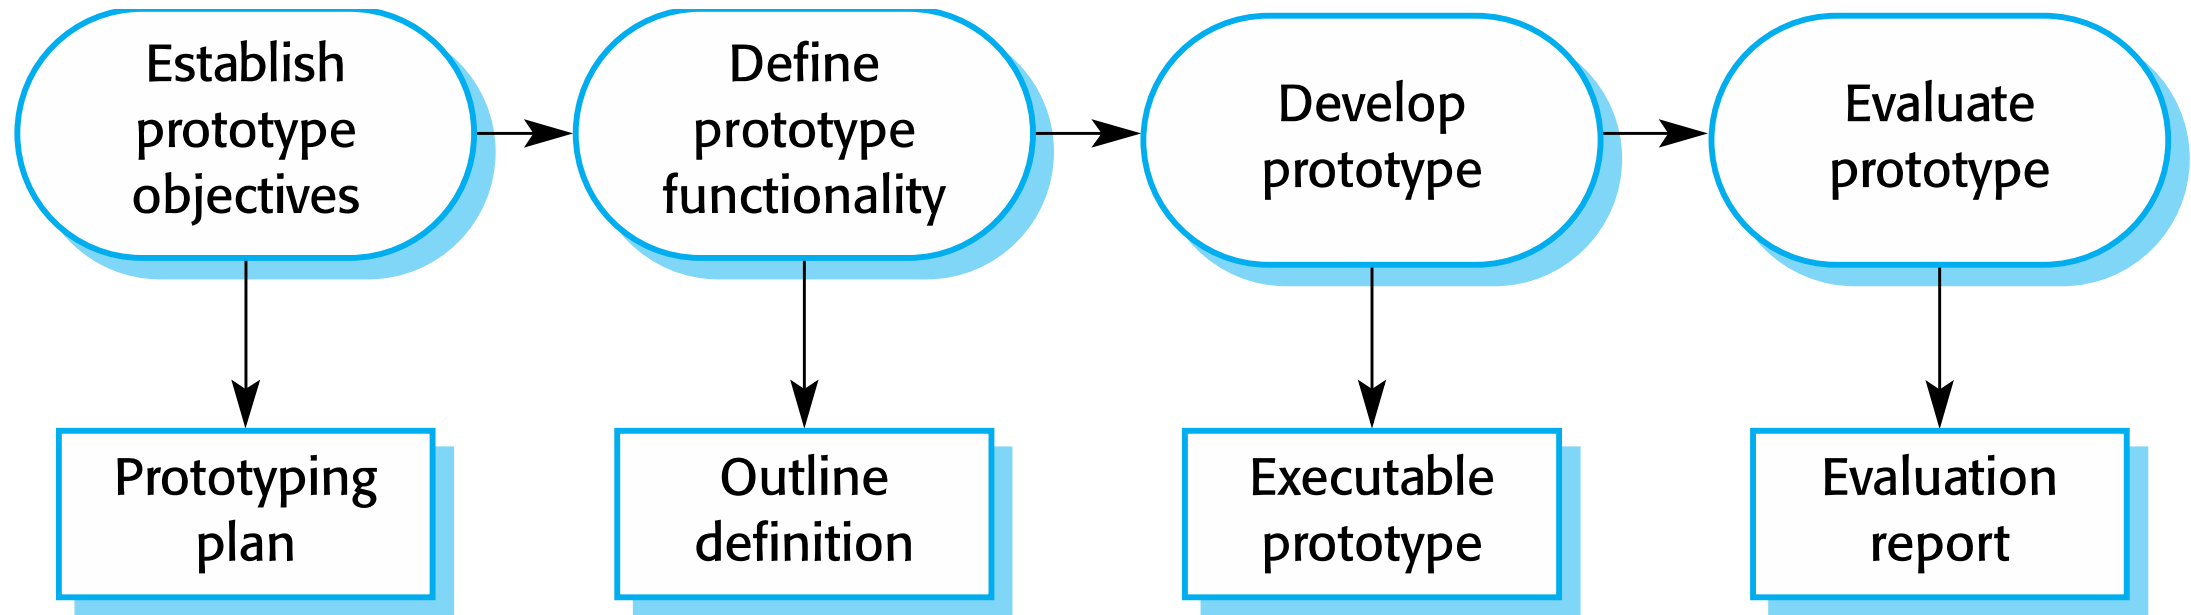 Establish
prototype
objectives
Define
prototype
functionality
Develop
prototype
Evaluate
prototype
Prototyping
plan
Outline
definition
Executable
prototype
Evaluation
report